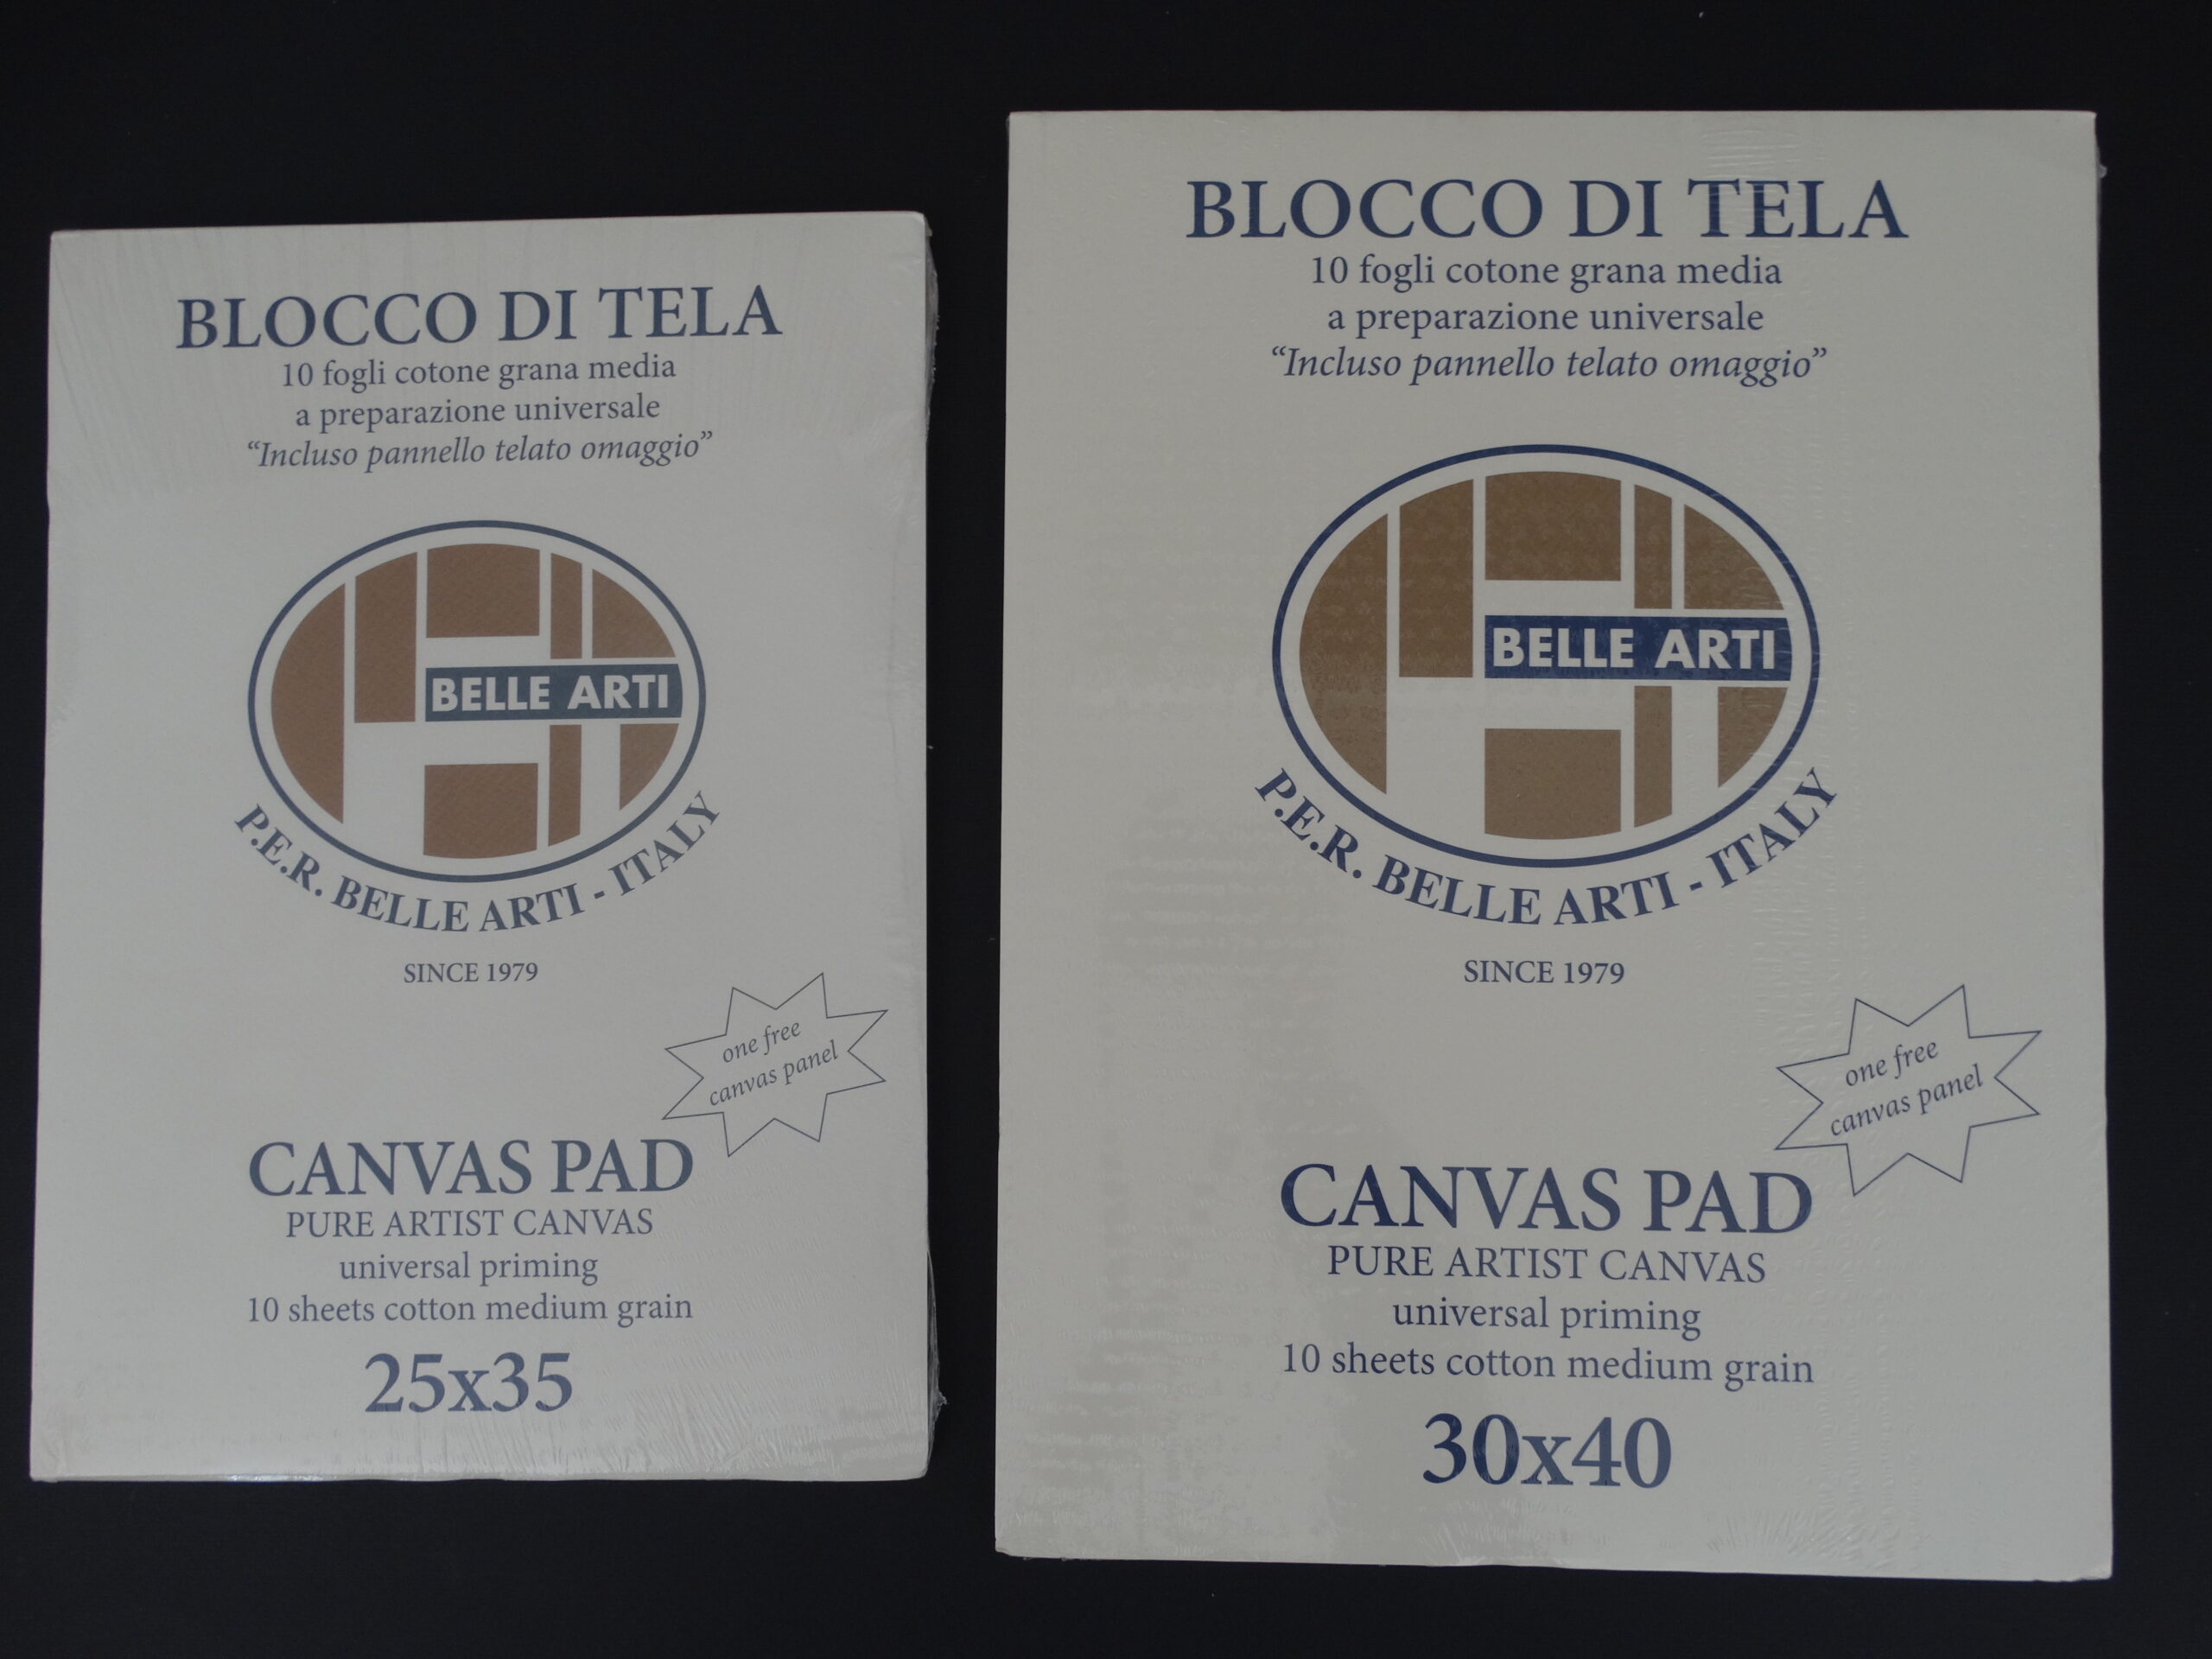 BLOCCO DI TELA
10 fogli cotone grana media
a preparazione universale
“Incluso pannello telato omaggio”
BELLE ARTI
P.E.R. BELLE ARTI - ITALY
SINCE 1979
one free
canvas panel
CANVAS PAD
PURE ARTIST CANVAS
universal priming
10 sheets cotton medium grain
25x35
BLOCCO DI TELA
10 fogli cotone grana media
a preparazione universale
“Incluso pannello telato omaggio”
BELLE ARTI
P.E.R. BELLE ARTI - ITALY
SINCE 1979
one free
canvas panel
CANVAS PAD
PURE ARTIST CANVAS
universal priming
10 sheets cotton medium grain
30x40